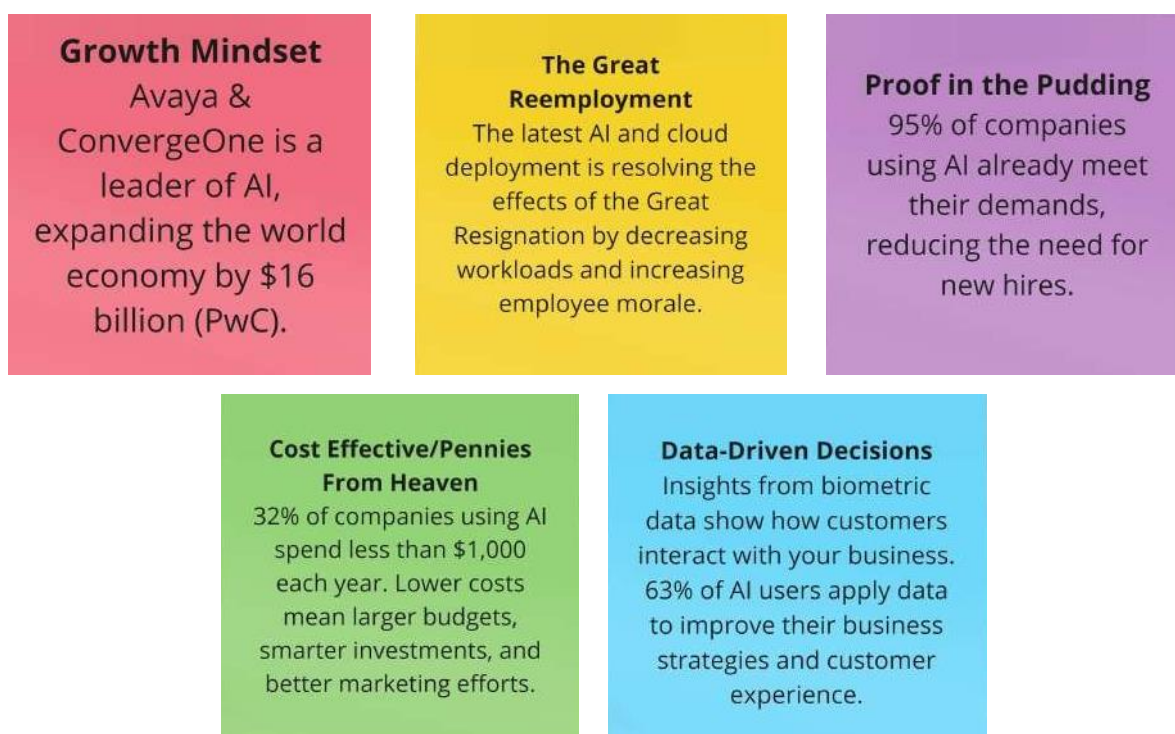 Growth Mindset
Avaya &
ConvergeOne is a
leader of AI,
expanding the world
economy by $16
billion (PwC).
The Great
Reemployment
The latest AI and cloud
deployment is resolving the
effects of the Great
Resignation by decreasing
workloads and increasing
employee morale.
Proof in the Pudding
95% of companies
using AI already meet
their demands,
reducing the need for
new hires.
Cost Effective/Pennies
From Heaven
32% of companies using AI
spend less than $1,000
each year. Lower costs
mean larger budgets,
smarter investments, and
better marketing efforts.
Data-Driven Decisions
Insights from biometric
data show how customers
interact with your business.
63% of AI users apply data
to improve their business
strategies and customer
experience.